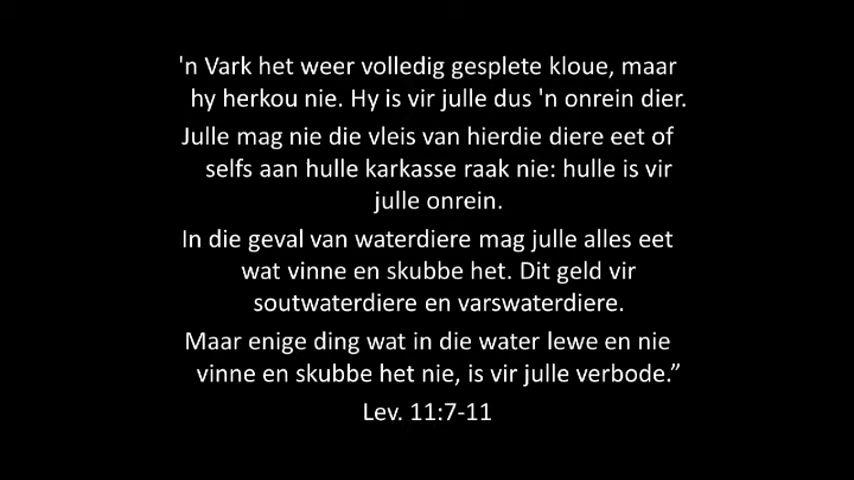 'n Vark het weer volledig gesplete kloue, maar
hy herkou nie. Hy is vir julle dus 'n onrein dier.
Julle mag nie die vleis van hierdie diere eet of
selfs aan hulle karkasse raak nie: hulle is vir
julle onrein.
In die geval van waterdiere mag julle alles eet
wat vinne en skubbe het. Dit geld vir
soutwaterdiere en varswaterdiere.
Maar enige ding wat in die water lewe en nie
vinne en skubbe het nie, is vir julle verbode.”
Lev. 11:7-11